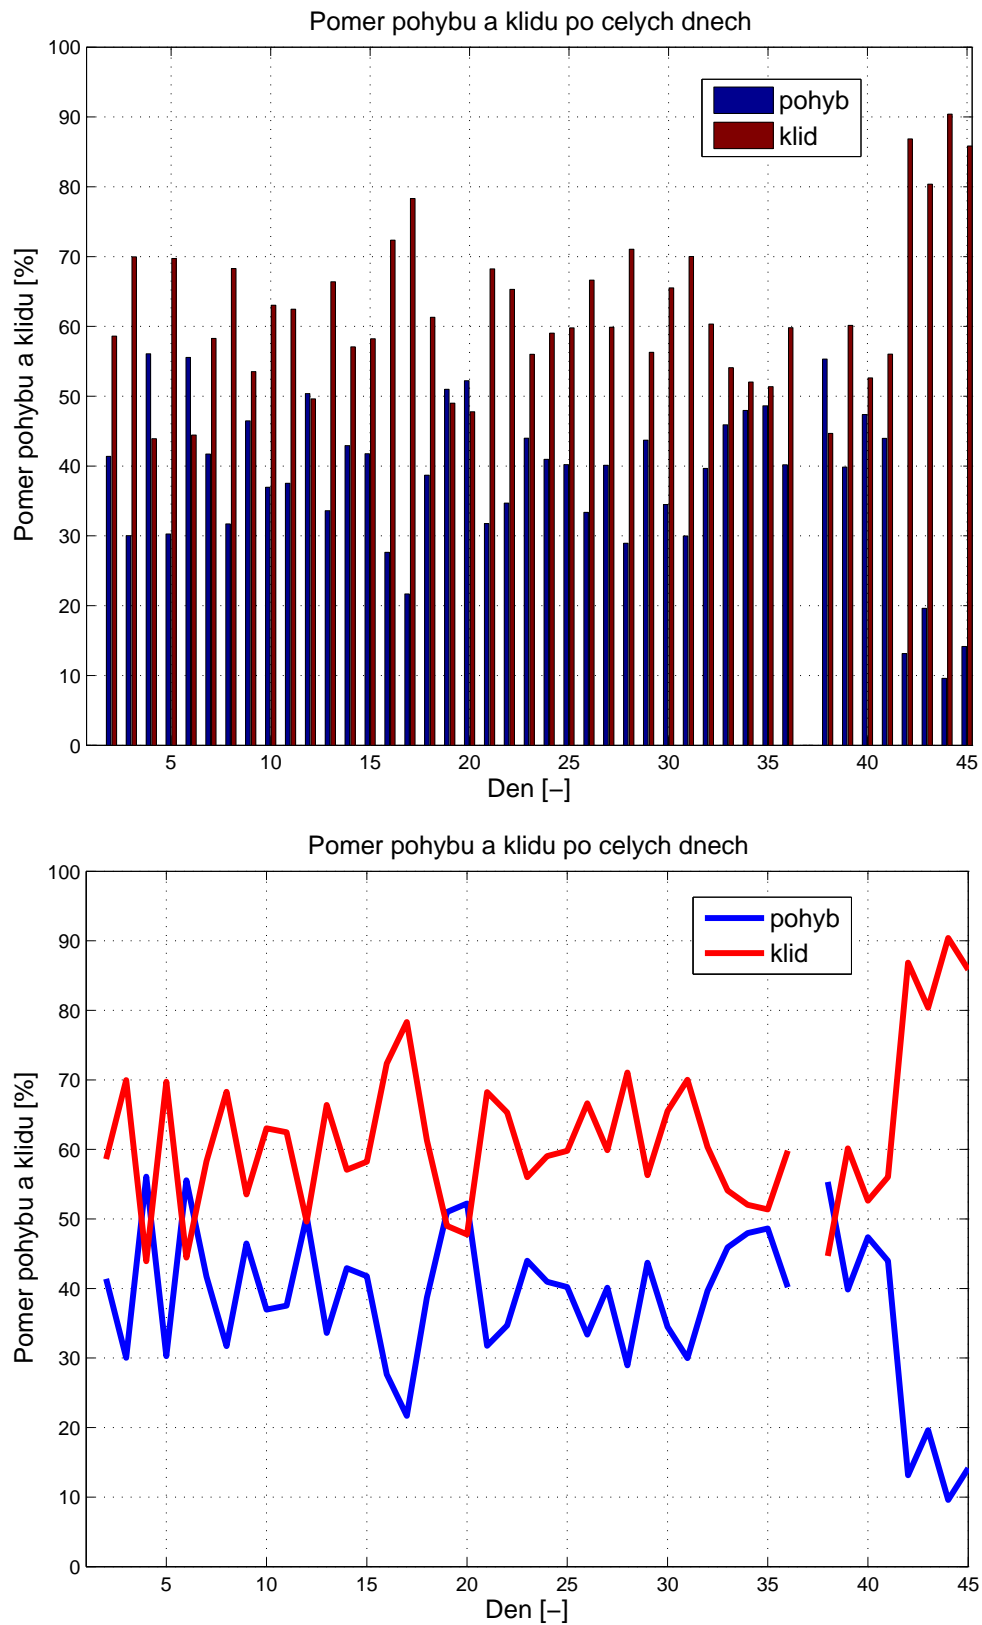 Pomer pohybu a klidu po celych dnech
100
90
80
70
60
50
40
30
20
10
0
Pomer pohybu a klidu [%]
pohyb
klid
5 10 15 20 25 30 35 40 45
Den [−]
Pomer pohybu a klidu po celych dnech
100
90
80
70
60
50
40
30
20
10
0
Pomer pohybu a klidu [%]
pohyb
klid
5 10 15 20 25 30 35 40 45
Den [−]